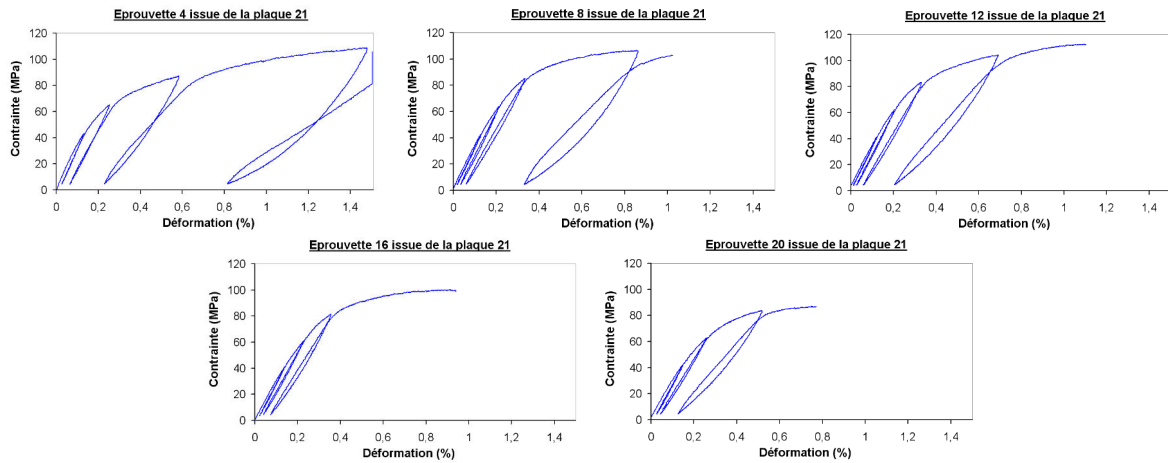 Eprouvette 4 issue de la plaque 21
Contrainte (MPa)
120
100
80
60
40
20
0
0 0,2 0,4 0,6 0,8 1 1,2 1,4
Déformation (%)
Eprouvette 8 issue de la plaque 21
Contrainte (MPa)
120
100
80
60
40
20
0
0 0,2 0,4 0,6 0,8 1 1,2 1,4
Déformation (%)
Eprouvette 12 issue de la plaque 21
Contrainte (MPa)
120
100
80
60
40
20
0
0 0,2 0,4 0,6 0,8 1 1,2 1,4
Déformation (%)
Eprouvette 16 issue de la plaque 21
Contrainte (MPa)
120
100
80
60
40
20
0
0 0,2 0,4 0,6 0,8 1 1,2 1,4
Déformation (%)
Eprouvette 20 issue de la plaque 21
Contrainte (MPa)
120
100
80
60
40
20
0
0 0,2 0,4 0,6 0,8 1 1,2 1,4
Déformation (%)